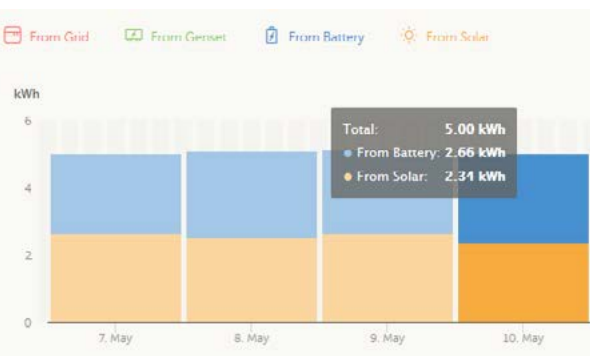 From Grid From Genset From Battery From Solar
kWh
6
Total: 5.00 kWh
From Battery: 2.66 kWh
From Solar: 2.34 kWh
4
2
0
7. May 8. May 9. May 10. May